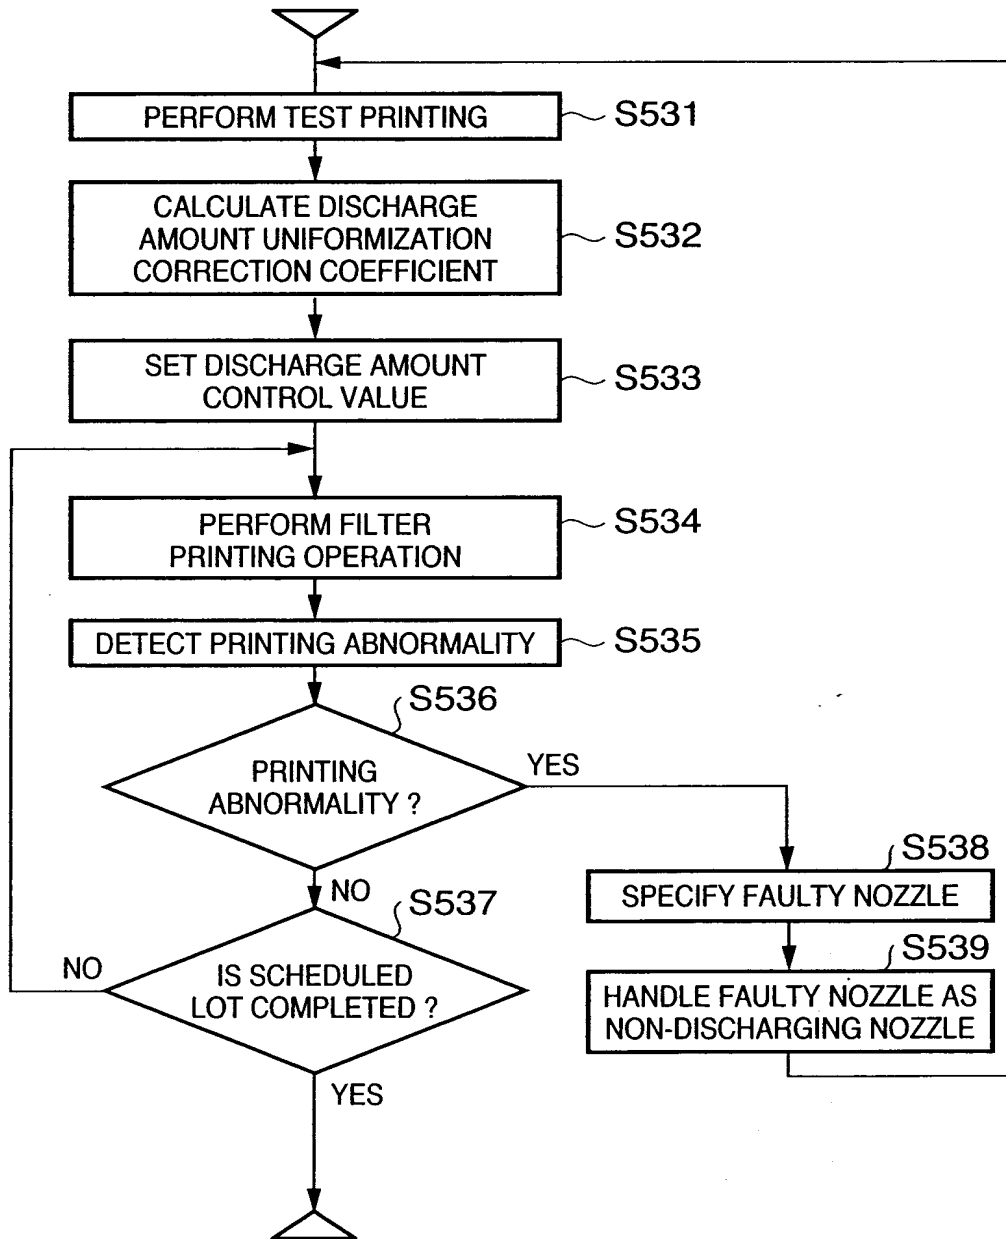 PERFORM TEST PRINTING
S531
CALCULATE DISCHARGE
AMOUNT UNIFORMIZATION
CORRECTION COEFFICIENT
S532
SET DISCHARGE AMOUNT
CONTROL VALUE
S533
PERFORM FILTER
PRINTING OPERATION
S534
DETECT PRINTING ABNORMALITY
S535
S536
PRINTING
ABNORMALITY ?
YES
NO
S537
IS SCHEDULED
LOT COMPLETED ?
NO
YES
S538
SPECIFY FAULTY NOZZLE
S539
HANDLE FAULTY NOZZLE AS
NON-DISCHARGING NOZZLE